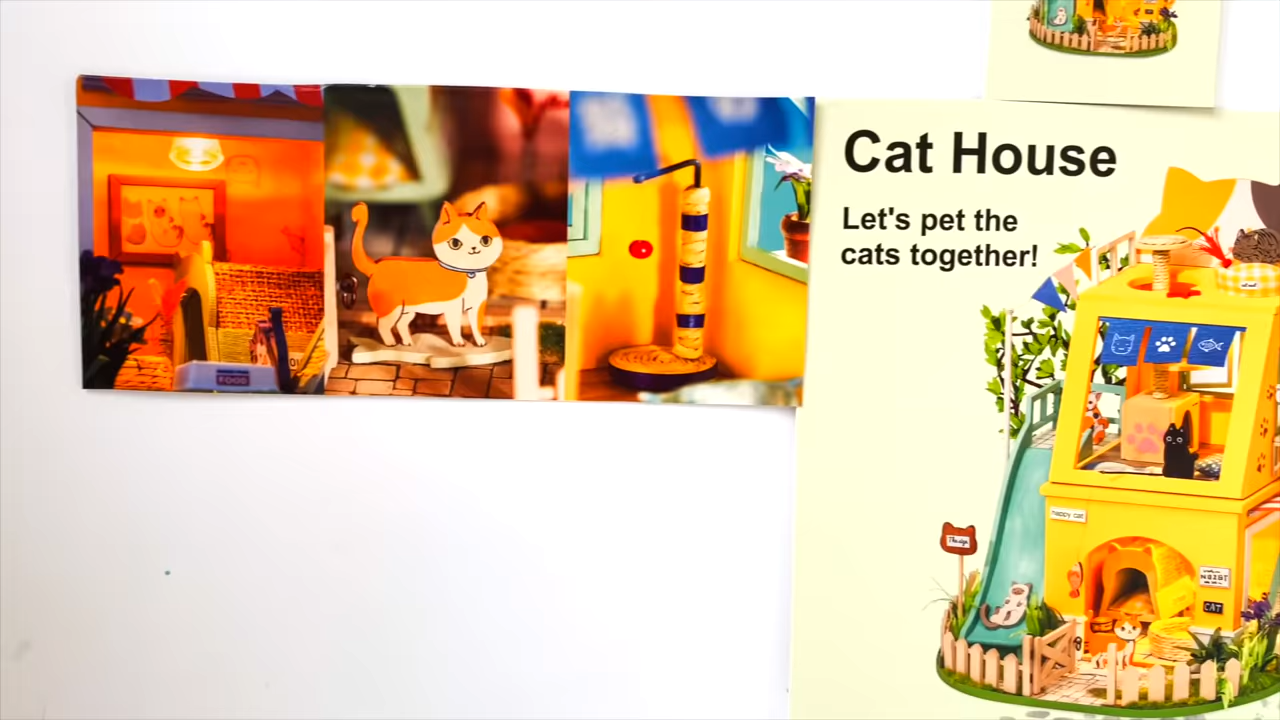 Cat House
Let's pet the
cats together!
FOOD
happy cat
CAT